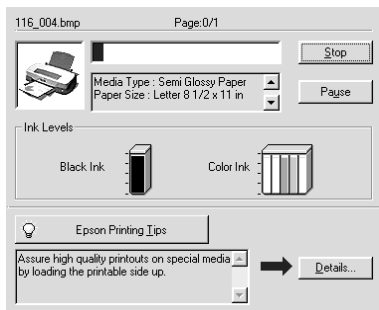 116_004.bmp Page:0/1
Stop
Media Type : Semi Glossy Paper
Paper Size : Letter 8 1/2 x 11 in
Pause
Ink Levels
Black Ink Color Ink
Epson Printing Tips
Assure high quality printouts on special media
by loading the printable side up.
Details...